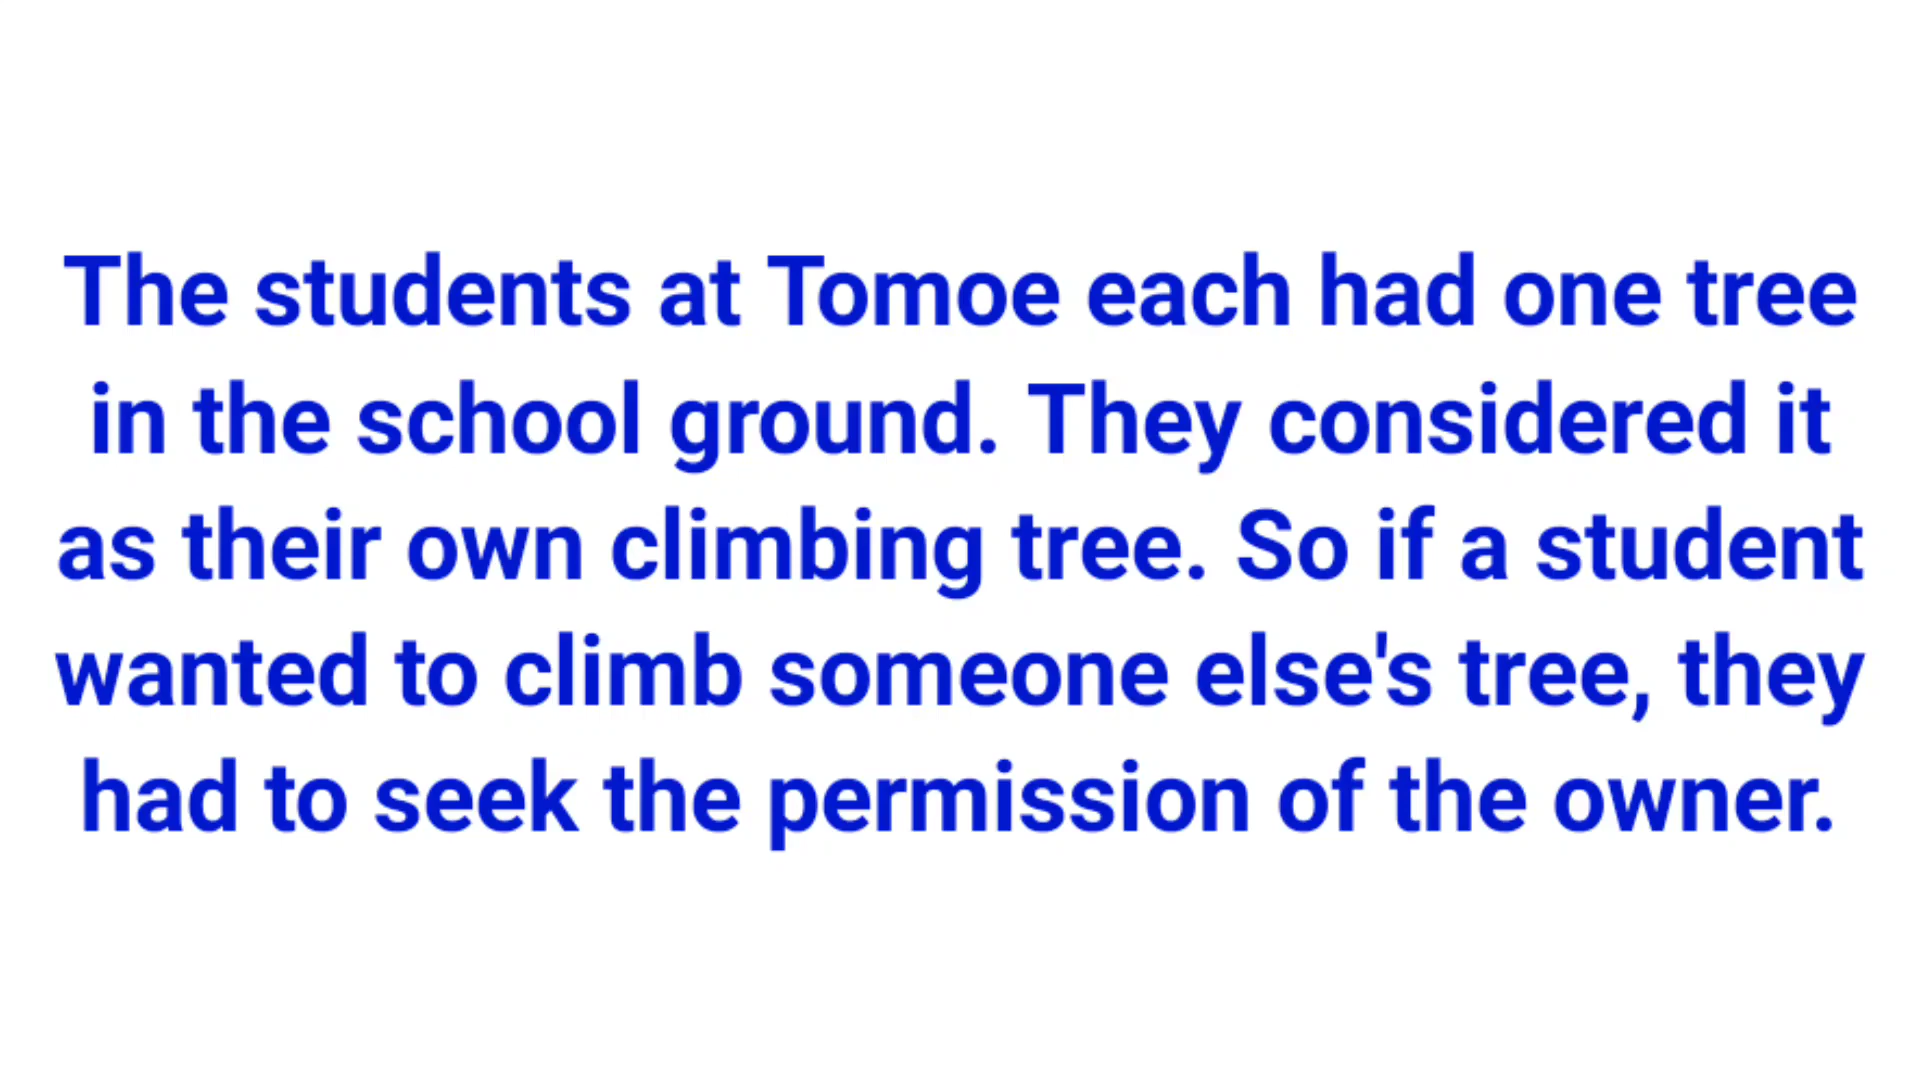 The students at Tomoe each had one tree
in the school ground. They considered it
as their own climbing tree. So if a student
wanted to climb someone else's tree, they
had to seek the permission of the owner.